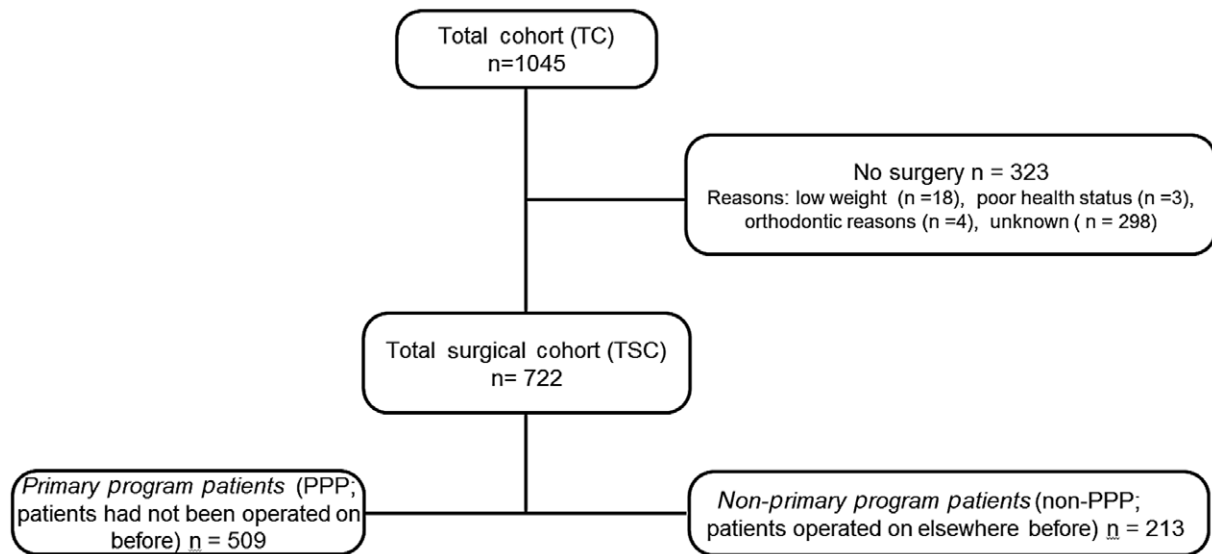 Total cohort (TC)
n=1045
No surgery n = 323
Reasons: low weight (n =18), poor health status (n =3),
orthodontic reasons (n =4), unknown ( n = 298)
Total surgical cohort (TSC)
n= 722
Primary program patients (PPP;
patients had not been operated on
before) n = 509
Non-primary program patients (non-PPP;
patients operated on elsewhere before) n = 213